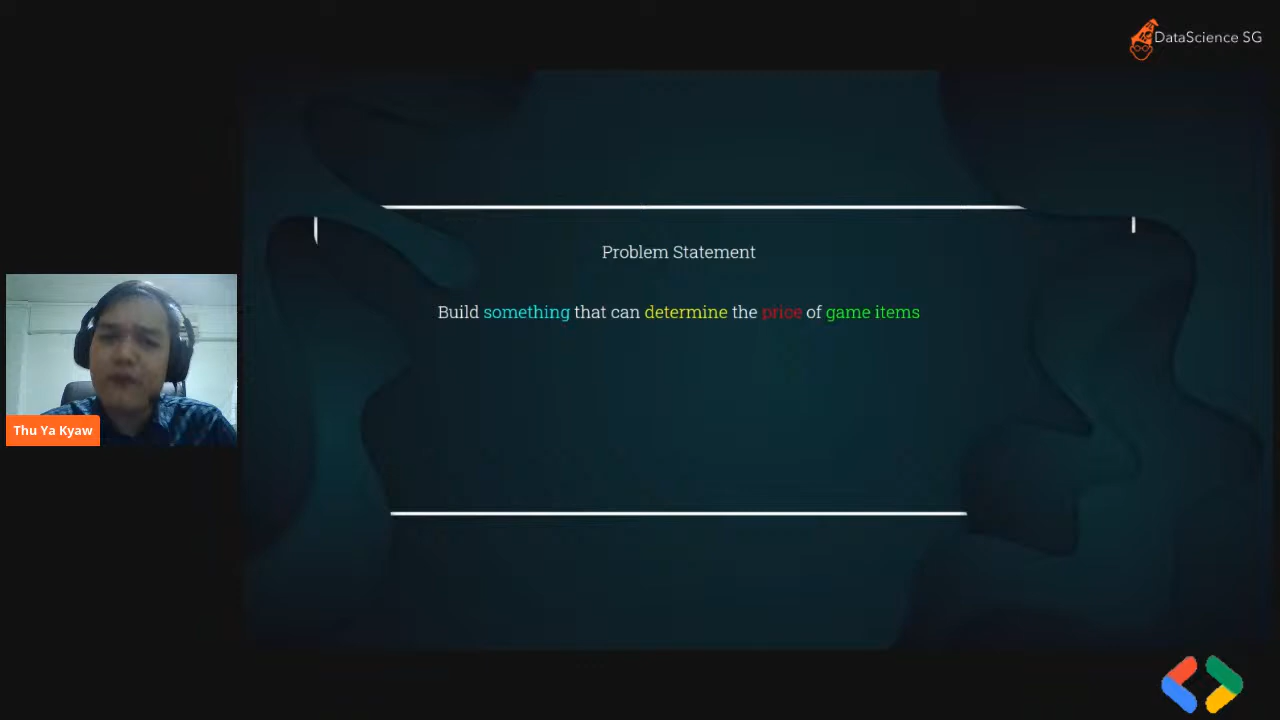 DataScience SG
Problem Statement
Build something that can determine the price of game items
Thu Ya Kyaw